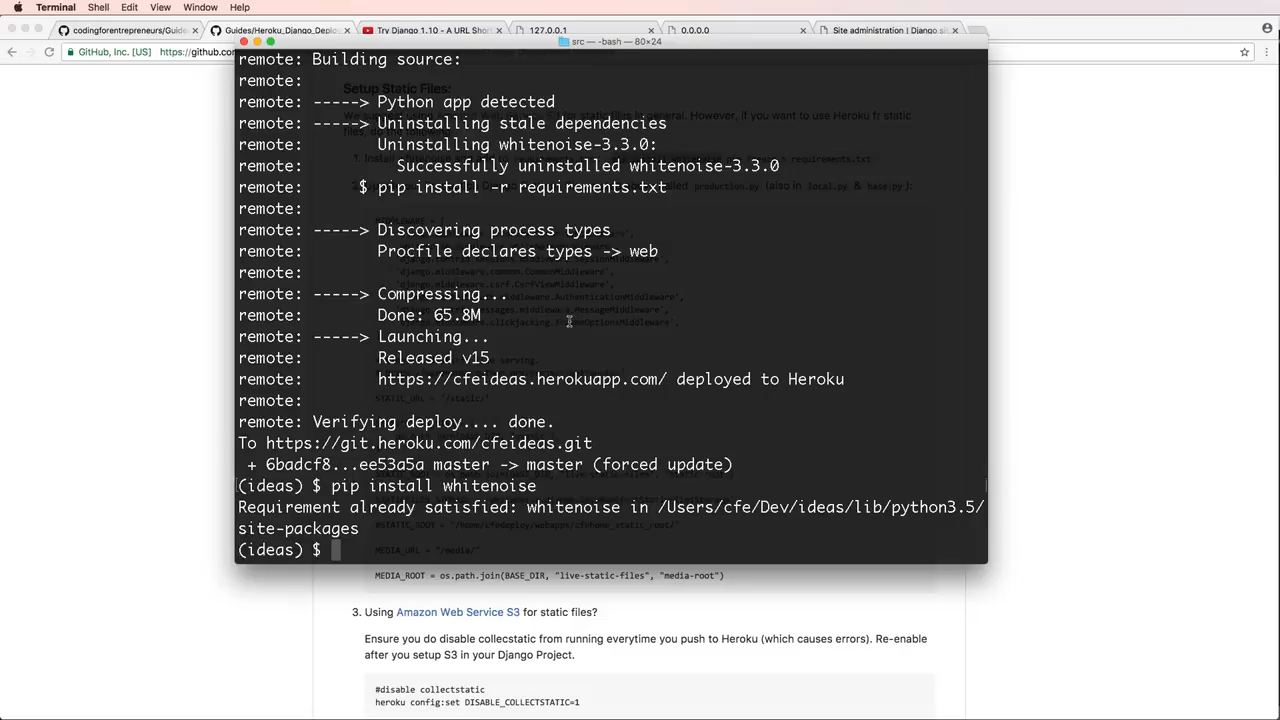 Terminal Shell Edit View Window Help
codingforentrepreneurs/Guide
Guides/Heroku_Django_Deplo
Try Django 1.10 - A URL Short
127.0.0.1
0.0.0.0
Site administration | Django si
GitHub, Inc. [US] https://github.com
src — -bash — 80×24
remote: Building source:
remote:
remote: -----> Python app detected
remote: -----> Uninstalling stale dependencies
remote: Uninstalling whitenoise-3.3.0:
remote: Successfully uninstalled whitenoise-3.3.0
remote: $ pip install -r requirements.txt
remote:
remote: -----> Discovering process types
remote: Procfile declares types -> web
remote:
remote: -----> Compressing...
remote: Done: 65.8M
remote: -----> Launching...
remote: Released v15
remote: https://cfeideas.herokuapp.com/ deployed to Heroku
remote:
remote: Verifying deploy.... done.
To https://git.heroku.com/cfeideas.git
+ 6badcf8...ee53a5a master -> master (forced update)
(ideas) $ pip install whitenoise
Requirement already satisfied: whitenoise in /Users/cfe/Dev/ideas/lib/python3.5/
site-packages
(ideas) $
MEDIA_ROOT = os.path.join(BASE_DIR, "live-static-files", "media-root")
3. Using Amazon Web Service S3 for static files?
Ensure you do disable collecstatic from running everytime you push to Heroku (which causes errors). Re-enable
after you setup S3 in your Django Project.
#disable collectstatic
heroku config:set DISABLE_COLLECTSTATIC=1